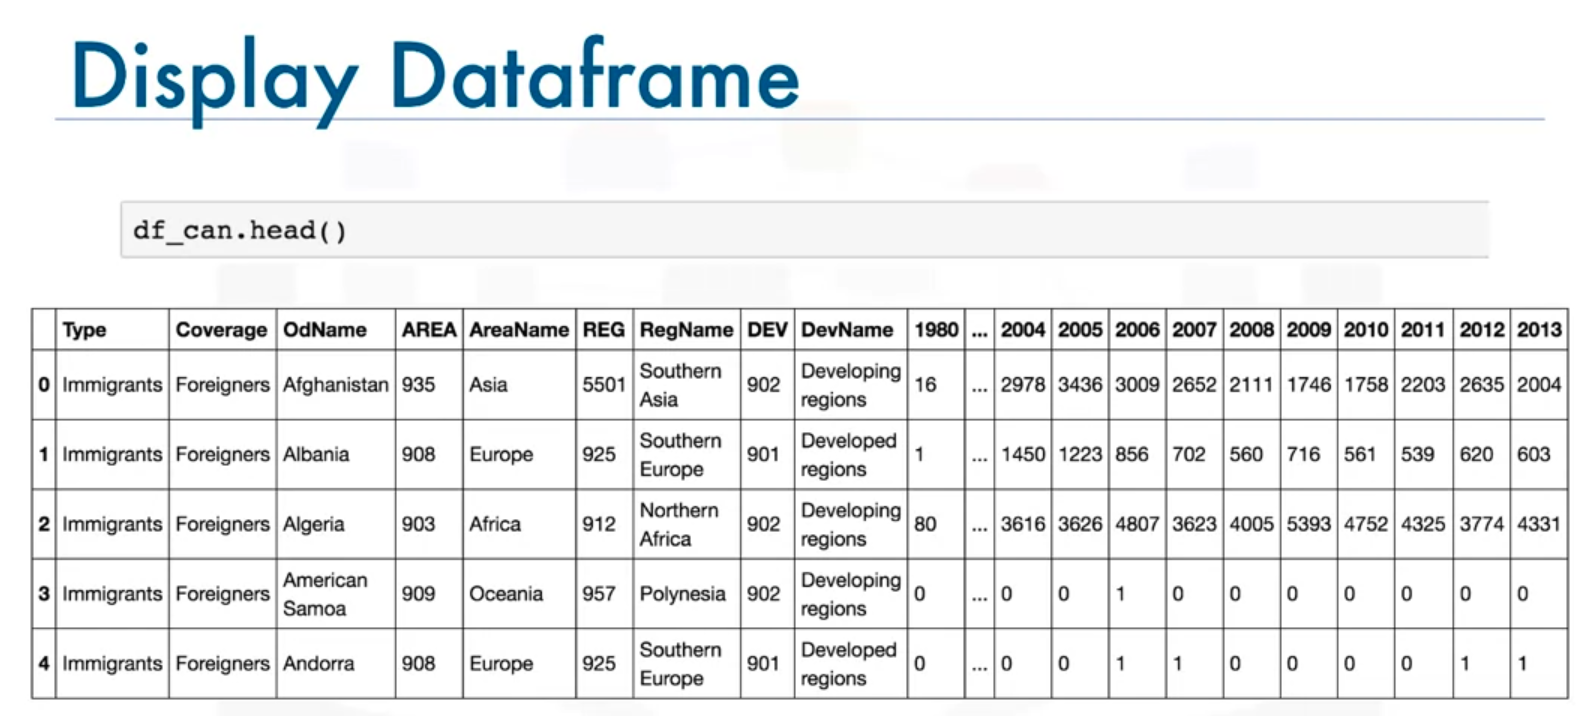 Display Dataframe
df_can.head()
Type Coverage OdName AREA AreaName REG RegName DEV DevName 1980 ... 2004 2005 2006 2007 2008 2009 2010 2011 2012 2013
0 Immigrants Foreigners Afghanistan 935 Asia 5501 Southern Asia 902 Developing regions 16 ... 2978 3436 3009 2652 2111 1746 1758 2203 2635 2004
1 Immigrants Foreigners Albania 908 Europe 925 Southern Europe 901 Developed regions 1 ... 1450 1223 856 702 560 716 561 539 620 603
2 Immigrants Foreigners Algeria 903 Africa 912 Northern Africa 902 Developing regions 80 ... 3616 3626 4807 3623 4005 5393 4752 4325 3774 4331
3 Immigrants Foreigners American Samoa 909 Oceania 957 Polynesia 902 Developing regions 0 ... 0 0 1 0 0 0 0 0 0 0
4 Immigrants Foreigners Andorra 908 Europe 925 Southern Europe 901 Developed regions 0 ... 0 0 1 1 0 0 0 0 1 1